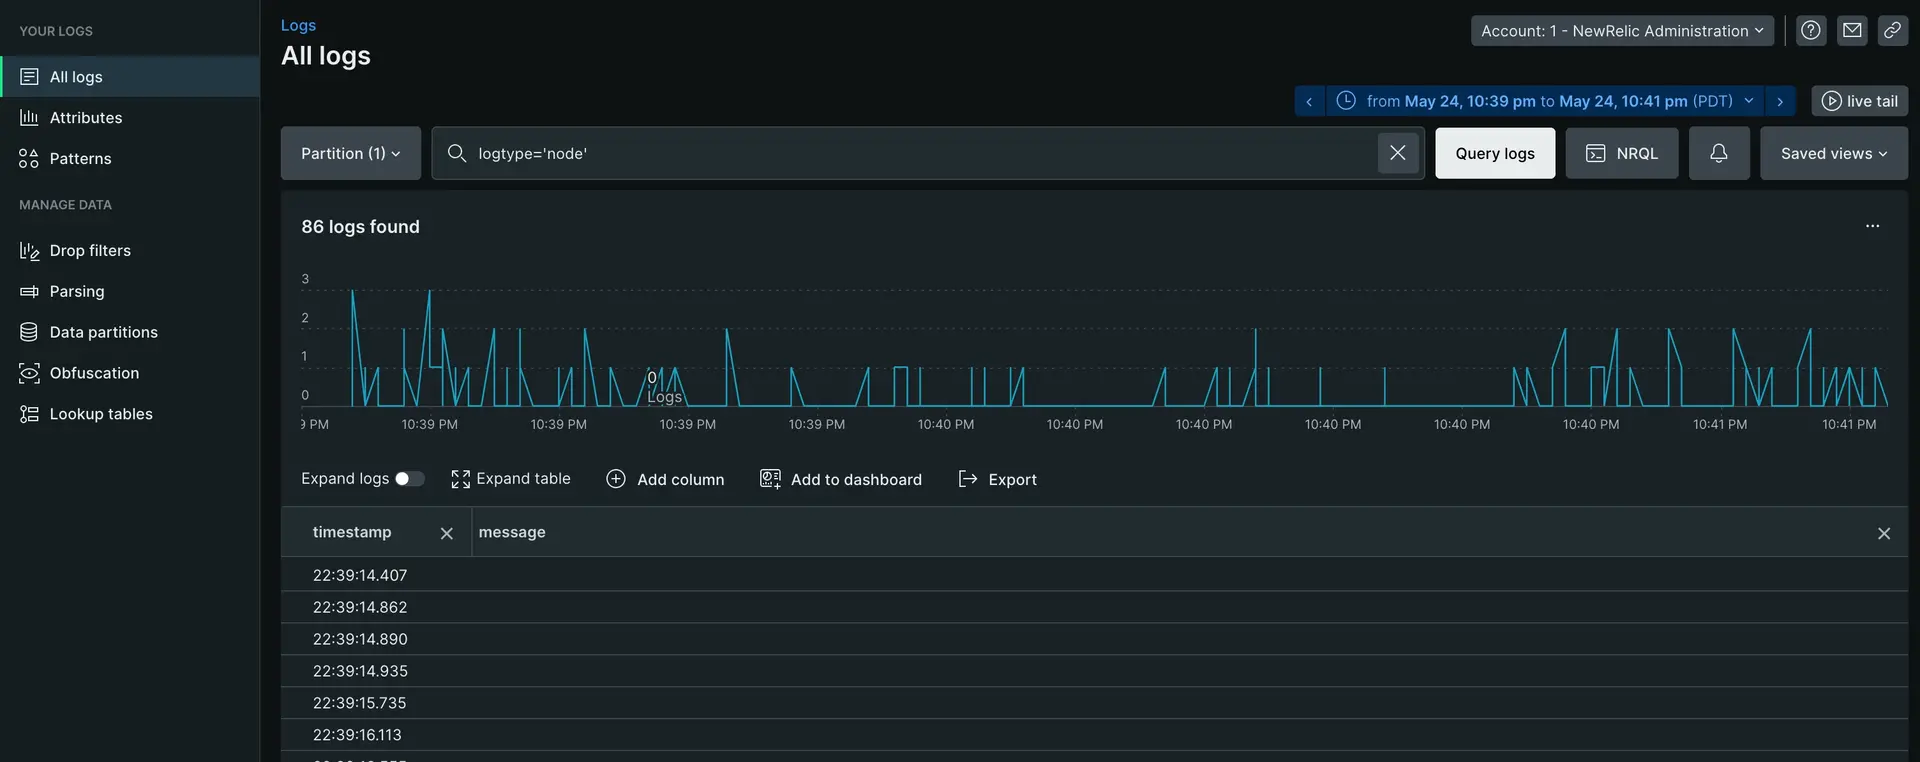 YOUR LOGS
All logs
Attributes
Patterns
MANAGE DATA
Drop filters
Parsing
Data partitions
Obfuscation
Lookup tables
Logs
All logs
Account: 1 - NewRelic Administration
from May 24, 10:39 pm to May 24, 10:41 pm (PDT)
live tail
Partition (1)
logtype='node'
Query logs
NRQL
Saved views
86 logs found
3
2
1
0
0
Logs
9 PM 10:39 PM 10:39 PM 10:39 PM 10:39 PM 10:40 PM 10:40 PM 10:40 PM 10:40 PM 10:40 PM 10:40 PM 10:41 PM 10:41 PM
Expand logs Expand table Add column Add to dashboard Export
timestamp message
22:39:14.407
22:39:14.862
22:39:14.890
22:39:14.935
22:39:15.735
22:39:16.113